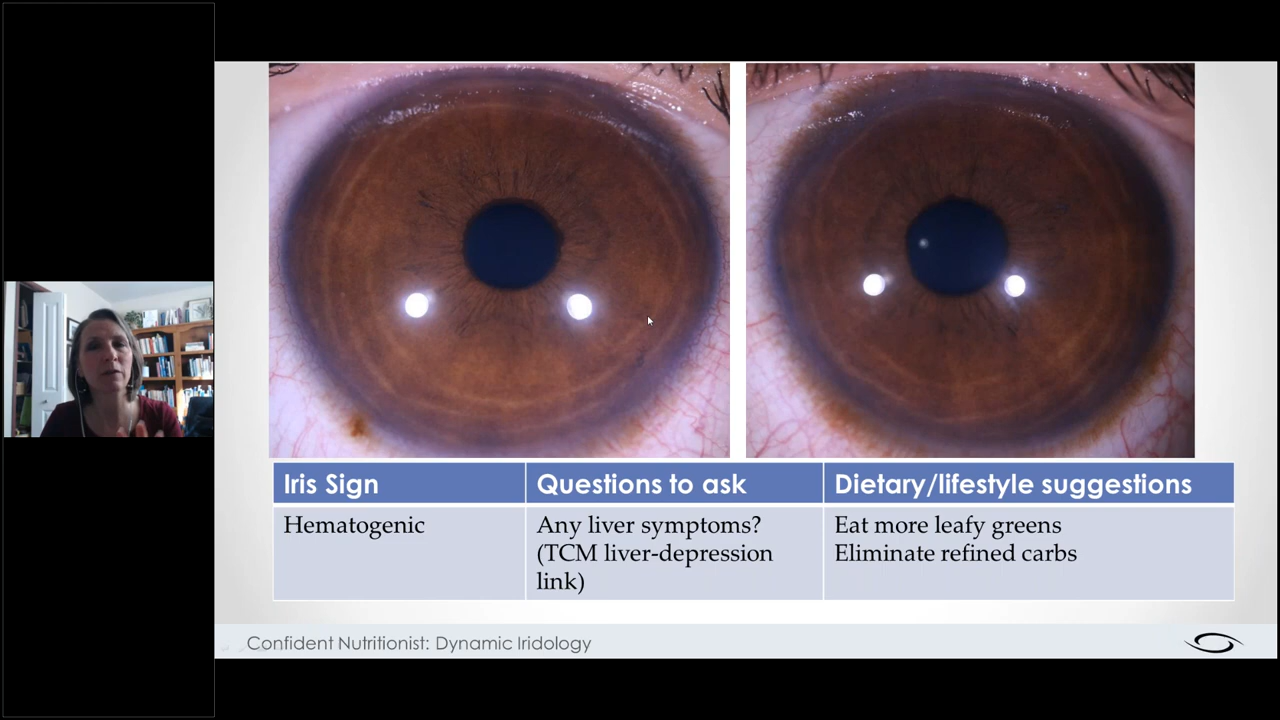 Iris Sign
Questions to ask
Dietary/lifestyle suggestions
Hematogenic
Any liver symptoms?
(TCM liver-depression
link)
Eat more leafy greens
Eliminate refined carbs
Confident Nutritionist: Dynamic Iridology